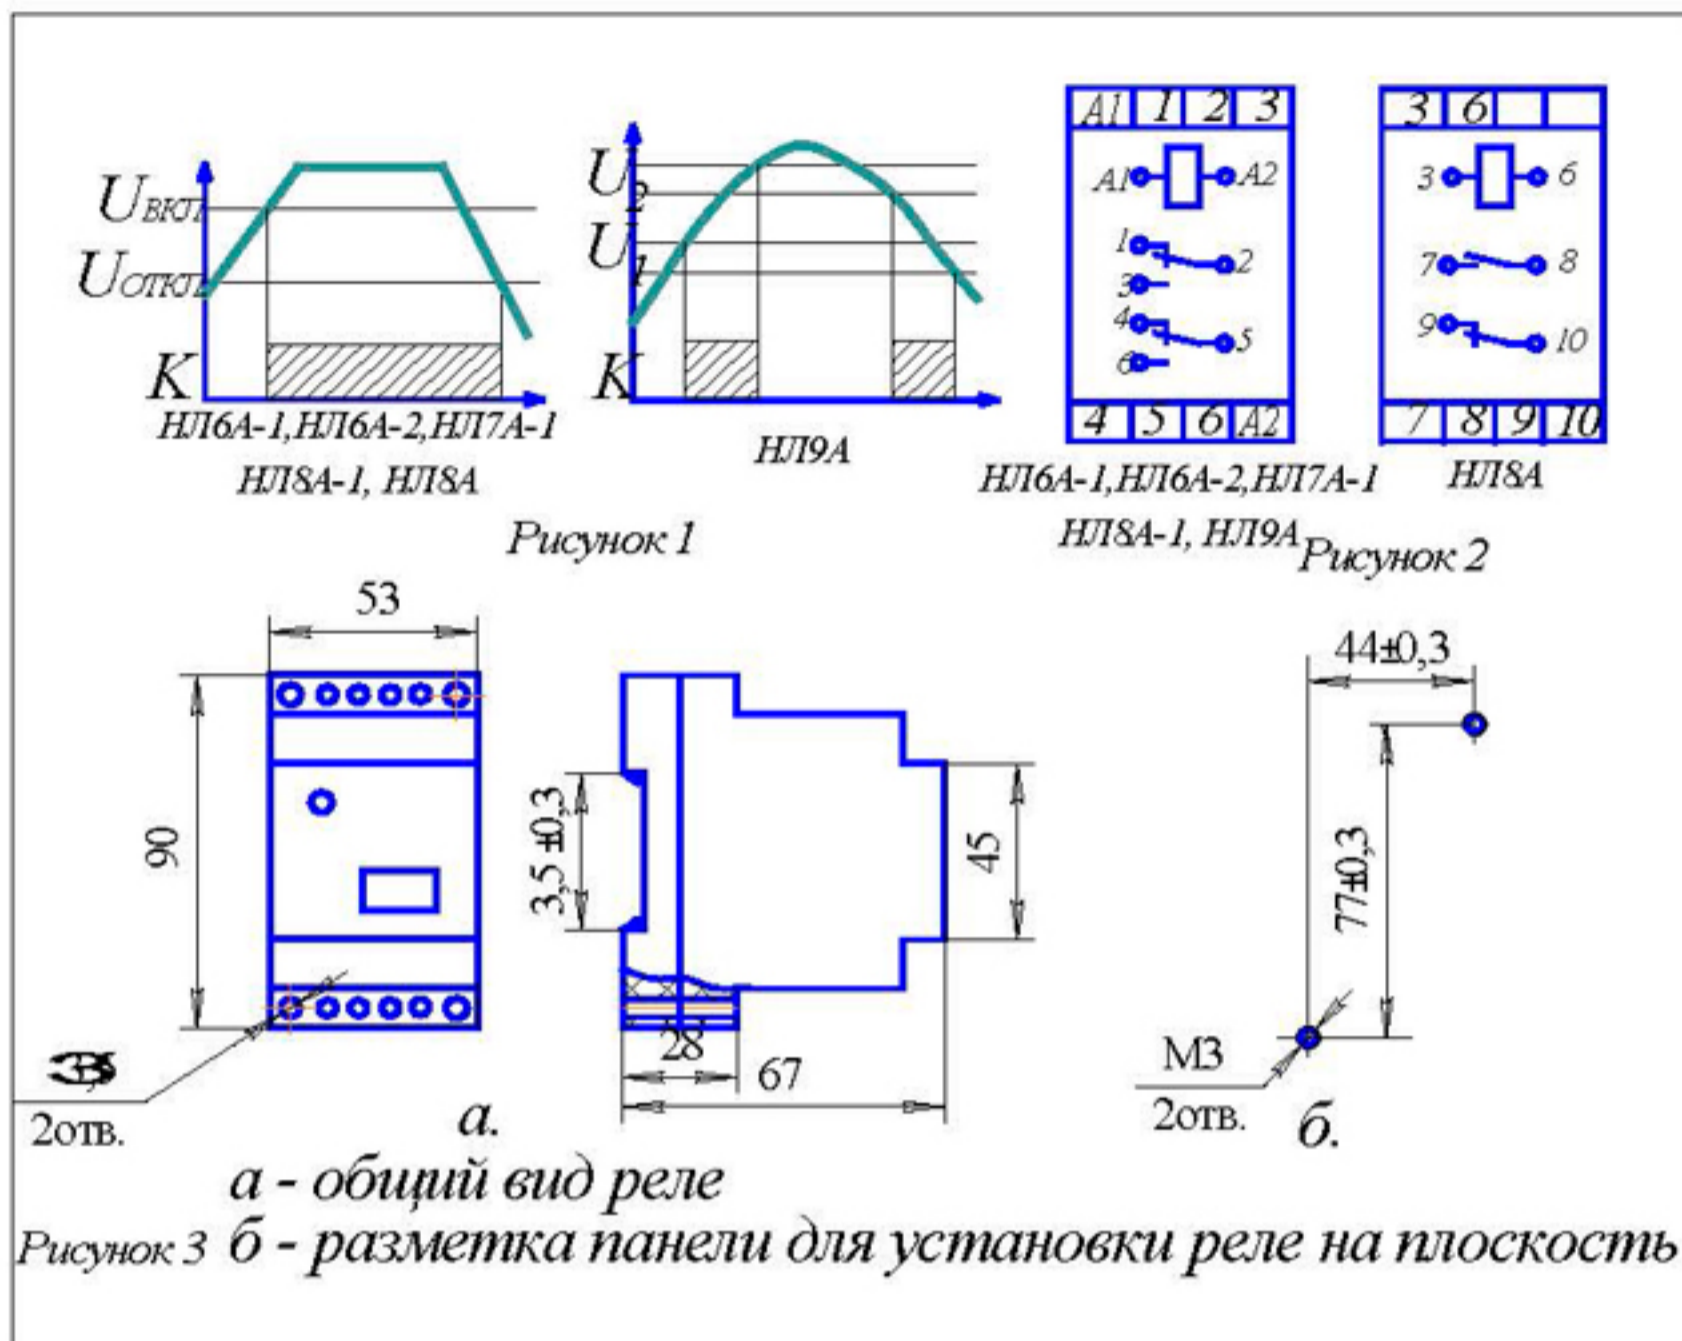 UВКЛ
UОТКЛ
K
НЛ6А-1,НЛ6А-2,НЛ7А-1
НЛ8А-1, НЛ8А
U2
U1
K
НЛ9А
Рисунок 1
A1 1 2 3
A1 A2
1
2
3
4
5
6
4 5 6 A2
НЛ6А-1,НЛ6А-2,НЛ7А-1
НЛ8А-1, НЛ9А
3 6
3 6
7 8
9 10
7 8 9 10
НЛ8А
Рисунок 2
53
90
2отв.
3,5±0,3
45
28
67
а.
44±0,3
77±0,3
М3
2отв.
б.
а - общий вид реле
Рисунок 3 б - разметка панели для установки реле на плоскость